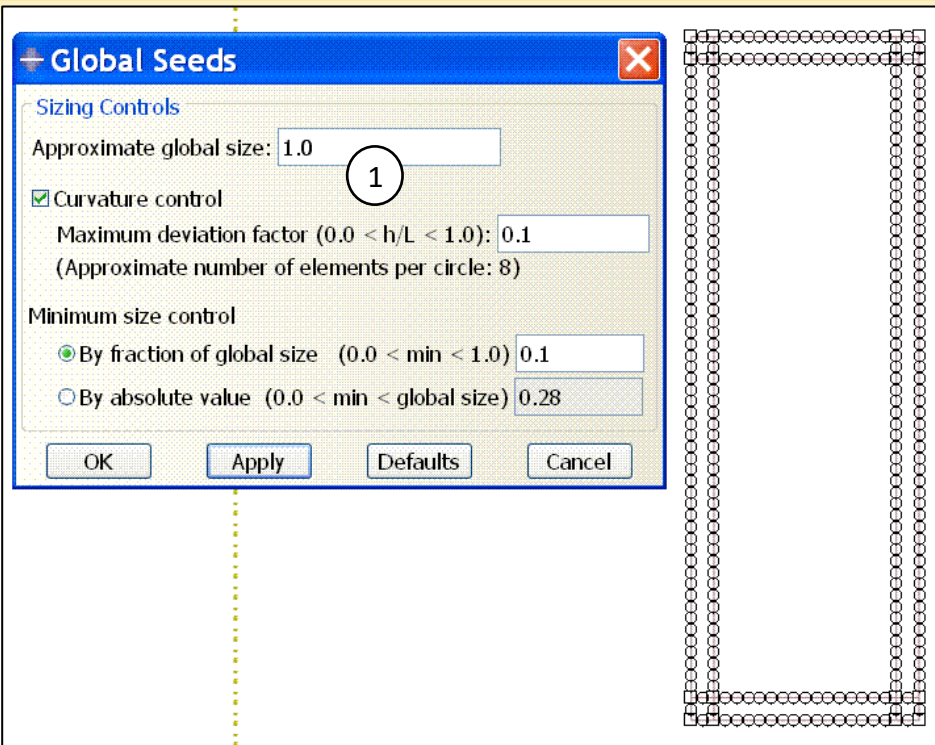 Global Seeds
Sizing Controls
Approximate global size: 1.0
1
Curvature control
Maximum deviation factor (0.0 < h/L < 1.0): 0.1
(Approximate number of elements per circle: 8)
Minimum size control
By fraction of global size (0.0 < min < 1.0) 0.1
By absolute value (0.0 < min < global size) 0.28
OK Apply Defaults Cancel